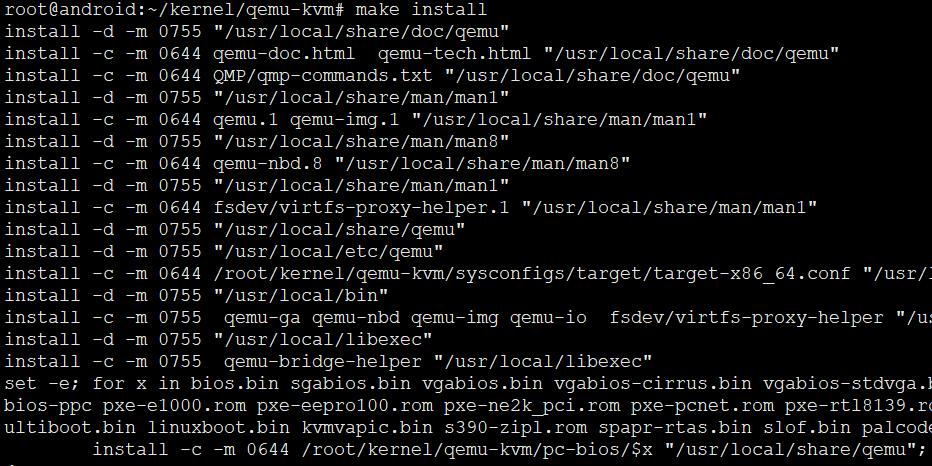 root@android:~/kernel/qemu-kvm# make install
install -d -m 0755 "/usr/local/share/doc/qemu"
install -c -m 0644 qemu-doc.html  qemu-tech.html "/usr/local/share/doc/qemu"
install -c -m 0644 QMP/qmp-commands.txt "/usr/local/share/doc/qemu"
install -d -m 0755 "/usr/local/share/man/man1"
install -c -m 0644 qemu.1 qemu-img.1 "/usr/local/share/man/man1"
install -d -m 0755 "/usr/local/share/man/man8"
install -c -m 0644 qemu-nbd.8 "/usr/local/share/man/man8"
install -d -m 0755 "/usr/local/share/man/man1"
install -c -m 0644 fsdev/virtfs-proxy-helper.1 "/usr/local/share/man/man1"
install -d -m 0755 "/usr/local/share/qemu"
install -d -m 0755 "/usr/local/etc/qemu"
install -c -m 0644 /root/kernel/qemu-kvm/sysconfigs/target/target-x86_64.conf "/usr/l
install -d -m 0755 "/usr/local/bin"
install -c -m 0755  qemu-ga qemu-nbd qemu-img qemu-io  fsdev/virtfs-proxy-helper "/us
install -d -m 0755 "/usr/local/libexec"
install -c -m 0755  qemu-bridge-helper "/usr/local/libexec"
set -e; for x in bios.bin sgabios.bin vgabios.bin vgabios-cirrus.bin vgabios-stdvga.b
bios-ppc pxe-e1000.rom pxe-eepro100.rom pxe-ne2k_pci.rom pxe-pcnet.rom pxe-rtl8139.ro
ultiboot.bin linuxboot.bin kvmvapic.bin s390-zipl.rom spapr-rtas.bin slof.bin palcode
        install -c -m 0644 /root/kernel/qemu-kvm/pc-bios/$x "/usr/local/share/qemu";